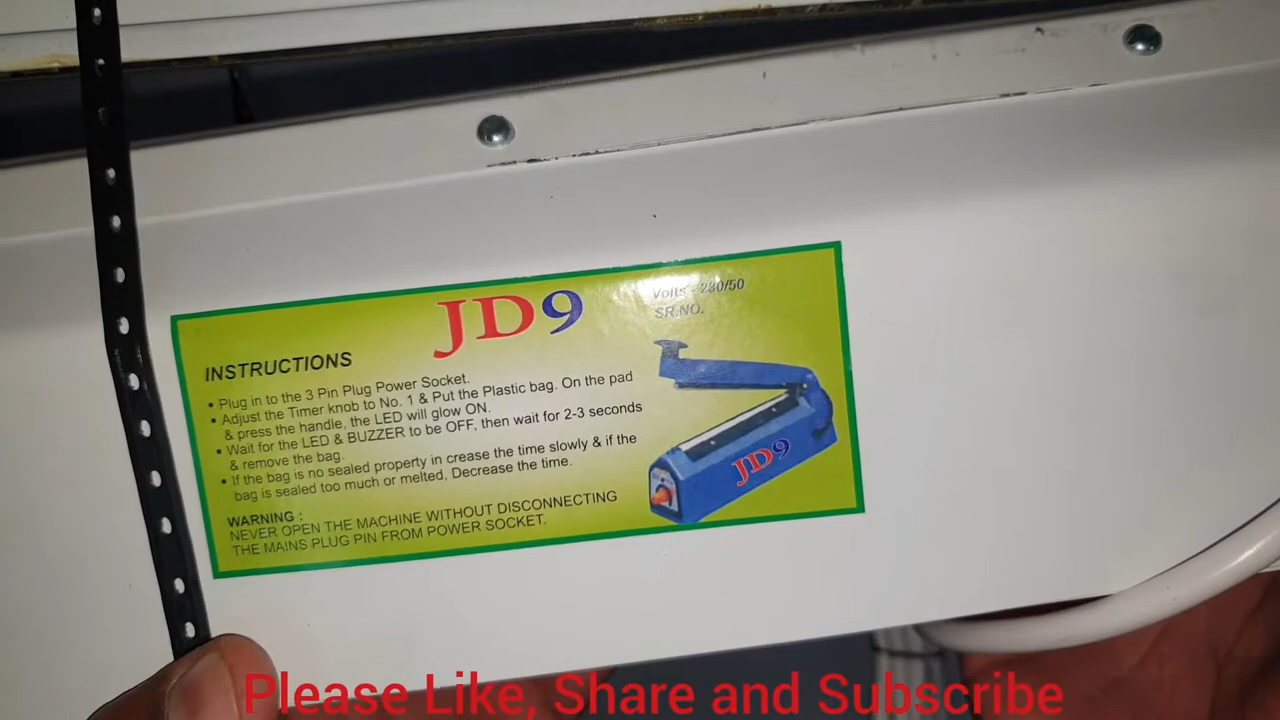 JD9
Volts - 230/50
SR.NO.
INSTRUCTIONS
• Plug in to the 3 Pin Plug Power Socket.
• Adjust the Timer knob to No. 1 & Put the Plastic bag. On the pad
& press the handle, the LED will glow ON.
• Wait for the LED & BUZZER to be OFF, then wait for 2-3 seconds
& remove the bag.
• If the bag is no sealed property in crease the time slowly & if the
bag is sealed too much or melted, Decrease the time.
WARNING :
NEVER OPEN THE MACHINE WITHOUT DISCONNECTING
THE MAINS PLUG PIN FROM POWER SOCKET.
JD9
Please Like, Share and Subscribe